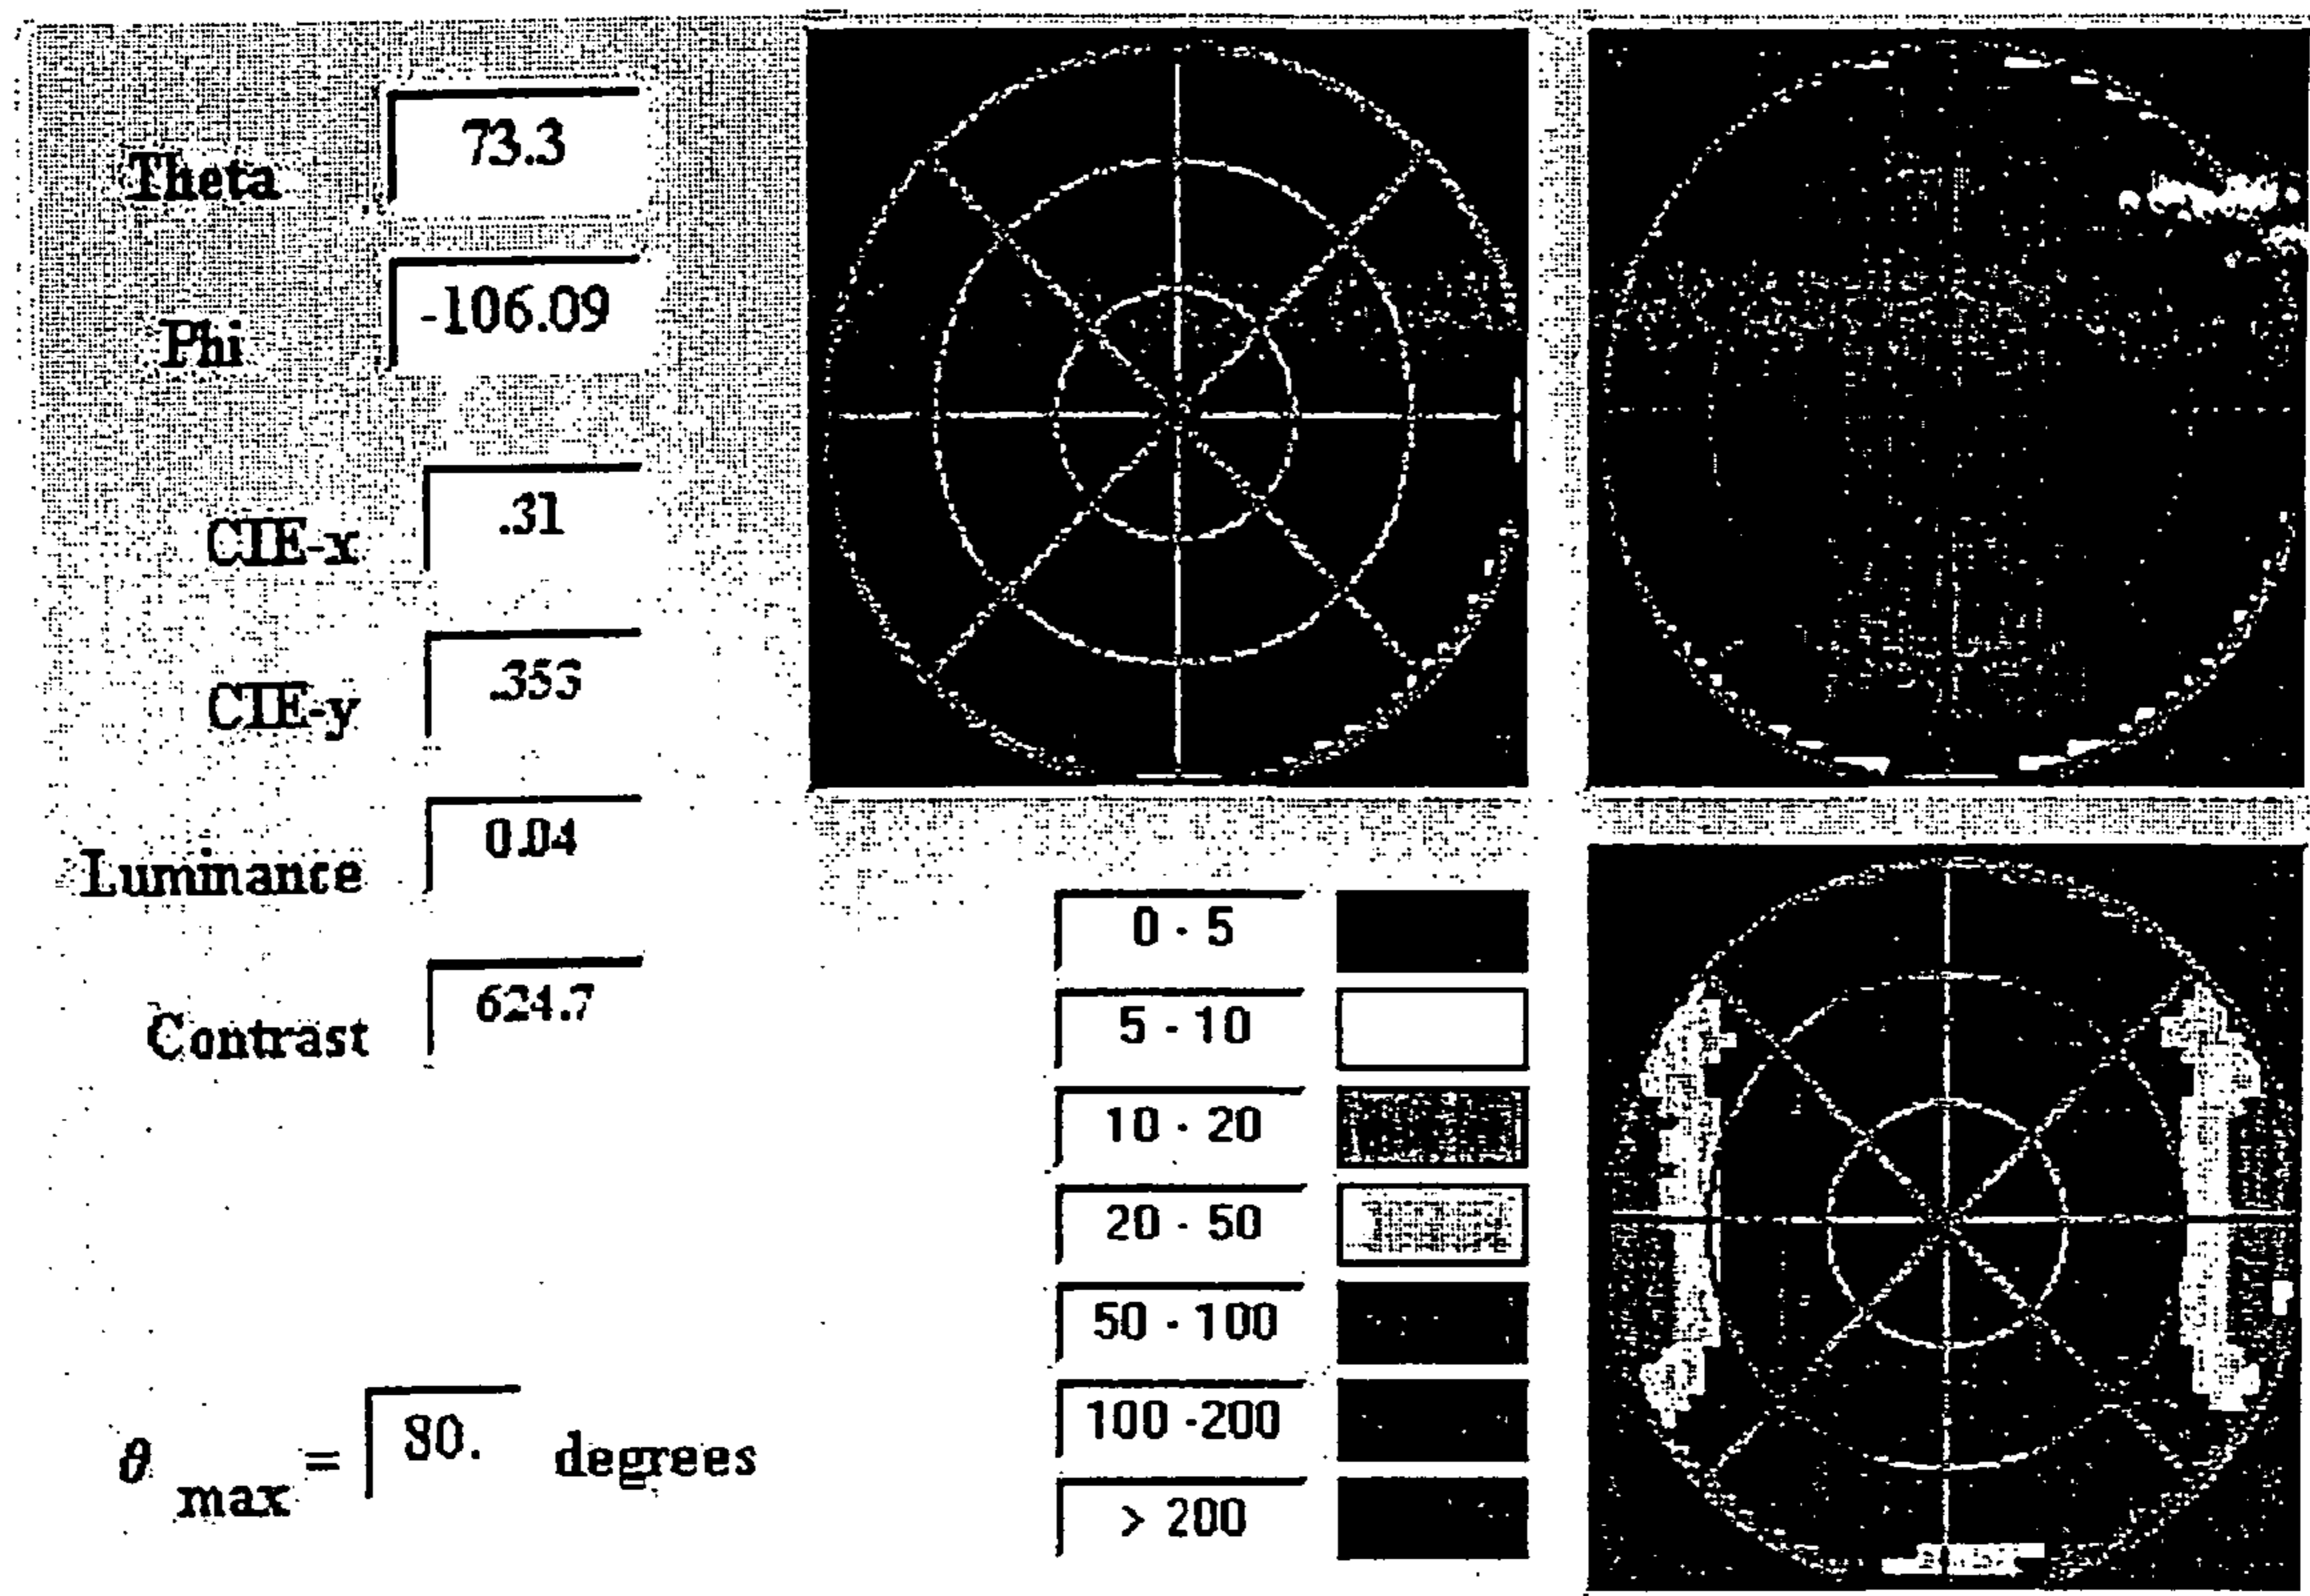 Theta 73.3
Phi -106.09
CIE-x .31
CIE-y .353
Luminance 0.04
Contrast 624.7
θ max = 80. degrees
0 - 5
5 - 10
10 - 20
20 - 50
50 - 100
100 -200
> 200